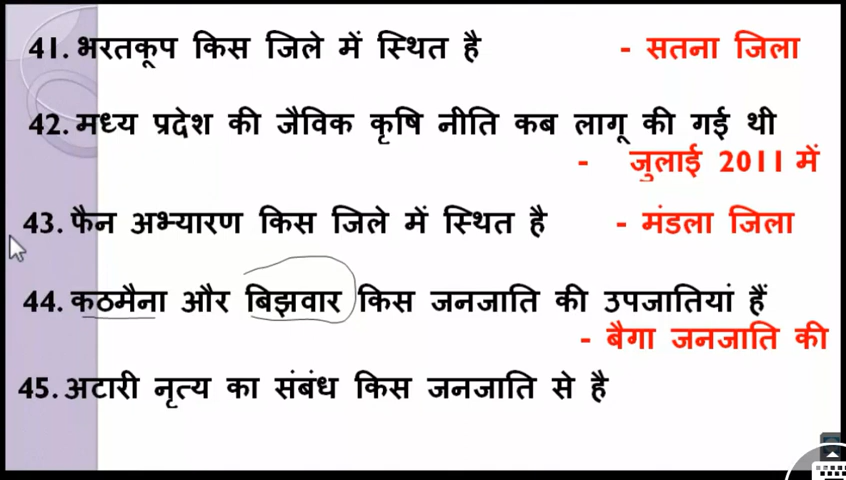 41. भरतकूप किस जिले में स्थित है - सतना जिला
42. मध्य प्रदेश की जैविक कृषि नीति कब लागू की गई थी
- जुलाई 2011 में
43. फैन अभ्यारण किस जिले में स्थित है - मंडला जिला
44. कठमैना और बिझवार किस जनजाति की उपजातियां हैं
- बैगा जनजाति की
45. अटारी नृत्य का संबंध किस जनजाति से है